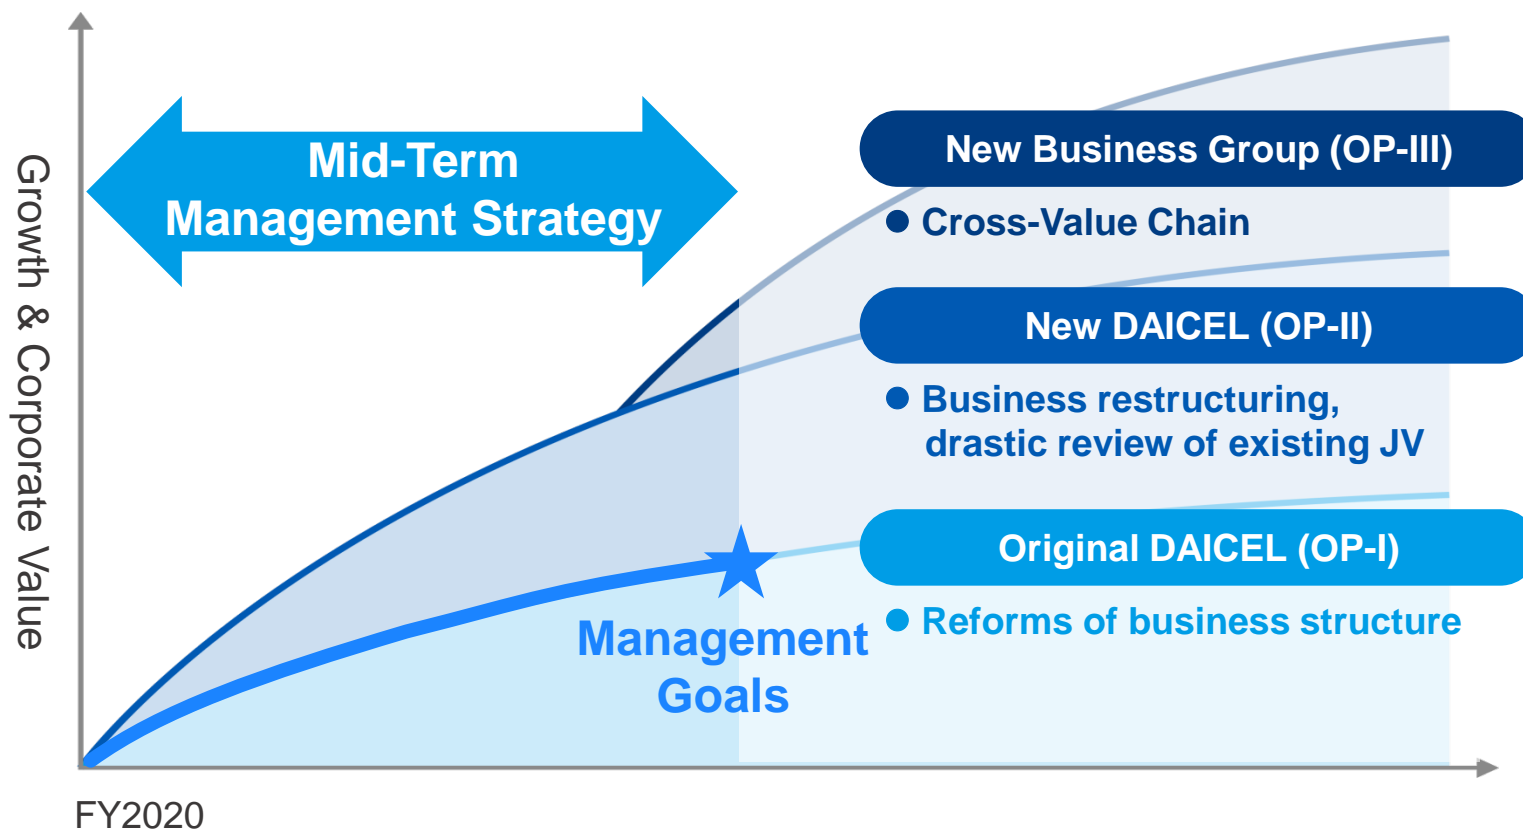 Growth & Corporate Value
Mid-Term
Management Strategy
New Business Group (OP-III)
● Cross-Value Chain
New DAICEL (OP-II)
● Business restructuring,
drastic review of existing JV
Original DAICEL (OP-I)
● Reforms of business structure
Management
Goals
FY2020